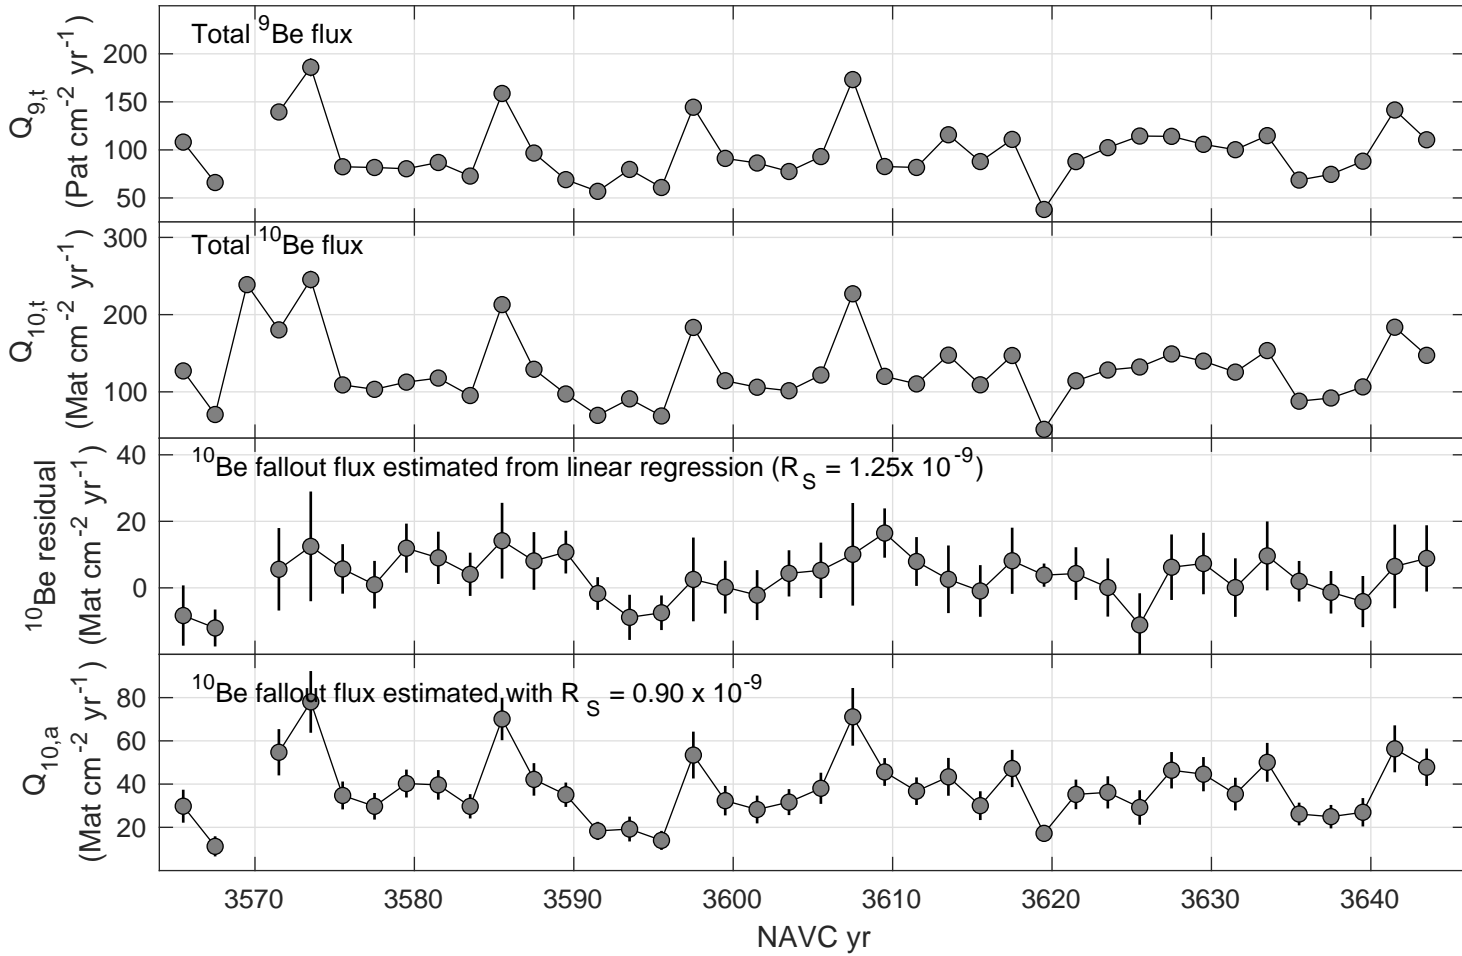 Total ⁹Be flux
Q9,t
(Pat cm⁻² yr⁻¹)
200
150
100
50
Total ¹⁰Be flux
Q10,t
(Mat cm⁻² yr⁻¹)
300
200
100
¹⁰Be fallout flux estimated from linear regression (R_S = 1.25x 10⁻⁹)
¹⁰Be residual
(Mat cm⁻² yr⁻¹)
40
20
0
¹⁰Be fallout flux estimated with R_S = 0.90 x 10⁻⁹
Q10,a
(Mat cm⁻² yr⁻¹)
80
60
40
20
3570 3580 3590 3600 3610 3620 3630 3640
NAVC yr